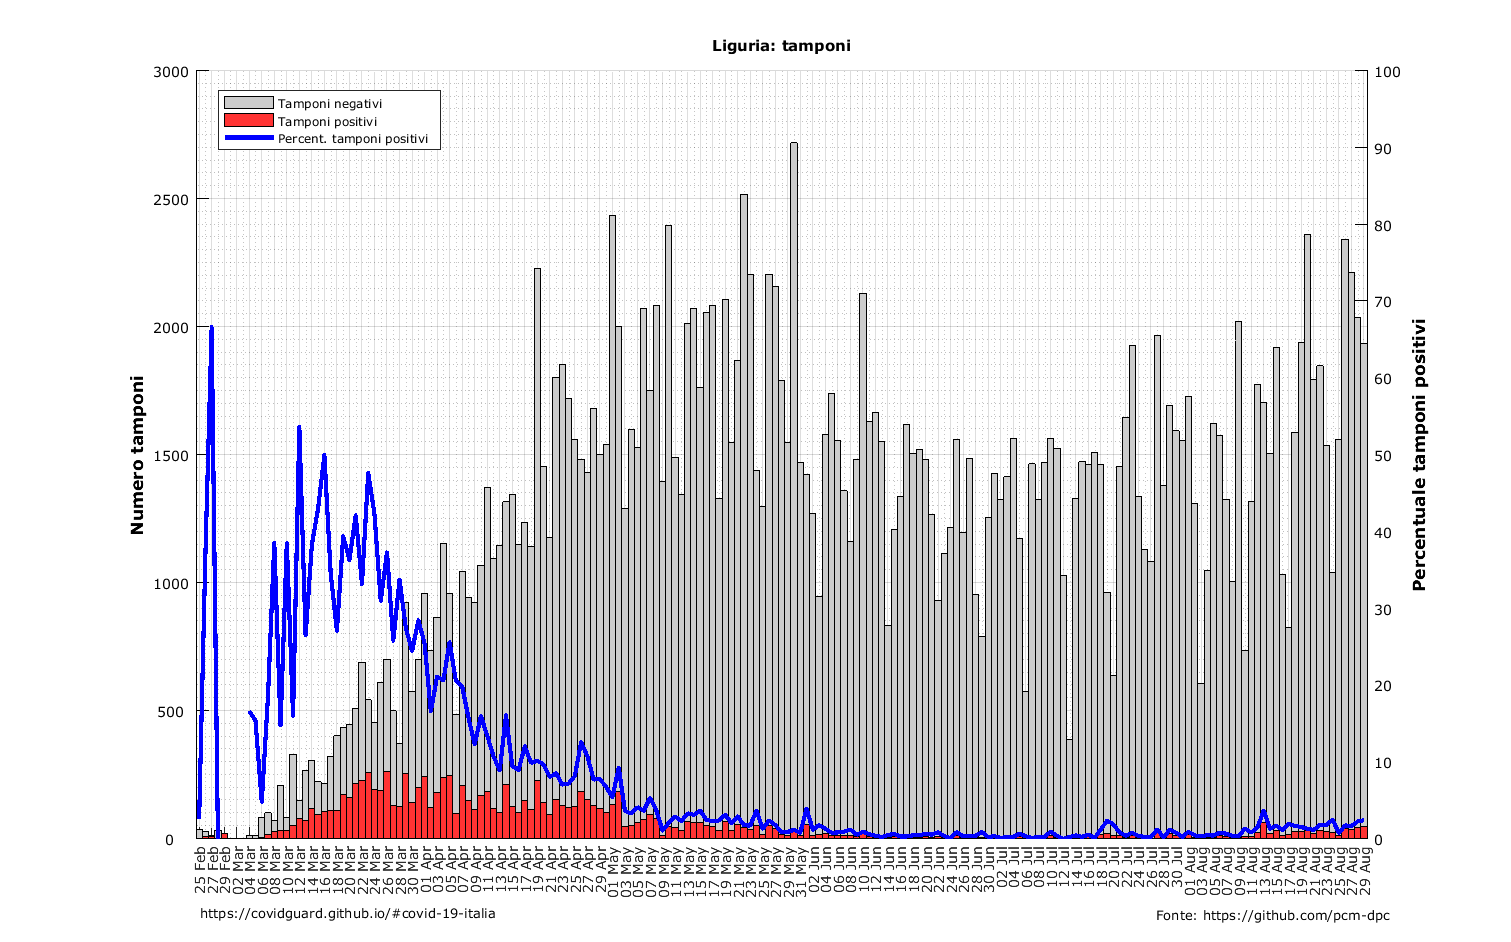 Liguria: tamponi
Tamponi negativi
Tamponi positivi
Percent. tamponi positivi
Numero tamponi
3000
2500
2000
1500
1000
500
0
Percentuale tamponi positivi
100
90
80
70
60
50
40
30
20
10
0
25 Feb
27 Feb
29 Feb
02 Mar
04 Mar
06 Mar
08 Mar
10 Mar
12 Mar
14 Mar
16 Mar
18 Mar
20 Mar
22 Mar
24 Mar
26 Mar
28 Mar
30 Mar
01 Apr
03 Apr
05 Apr
07 Apr
09 Apr
11 Apr
13 Apr
15 Apr
17 Apr
19 Apr
21 Apr
23 Apr
25 Apr
27 Apr
29 Apr
01 May
03 May
05 May
07 May
09 May
11 May
13 May
15 May
17 May
19 May
21 May
23 May
25 May
27 May
29 May
31 May
02 Jun
04 Jun
06 Jun
08 Jun
10 Jun
12 Jun
14 Jun
16 Jun
18 Jun
20 Jun
22 Jun
24 Jun
26 Jun
28 Jun
30 Jun
02 Jul
04 Jul
06 Jul
08 Jul
10 Jul
12 Jul
14 Jul
16 Jul
18 Jul
20 Jul
22 Jul
24 Jul
26 Jul
28 Jul
30 Jul
01 Aug
03 Aug
05 Aug
07 Aug
09 Aug
11 Aug
13 Aug
15 Aug
17 Aug
19 Aug
21 Aug
23 Aug
25 Aug
27 Aug
29 Aug
https://covidguard.github.io/#covid-19-italia
Fonte: https://github.com/pcm-dpc